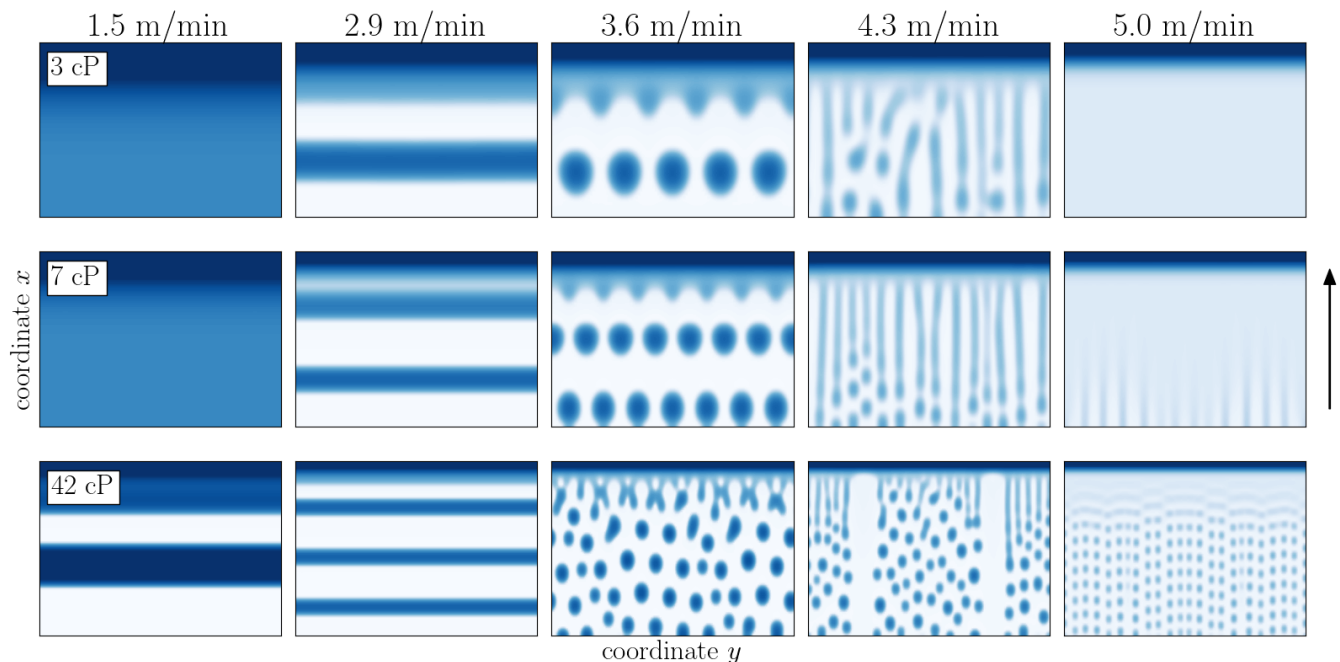 1.5 m/min 2.9 m/min 3.6 m/min 4.3 m/min 5.0 m/min
3 cP
7 cP
coordinate x
42 cP
coordinate y